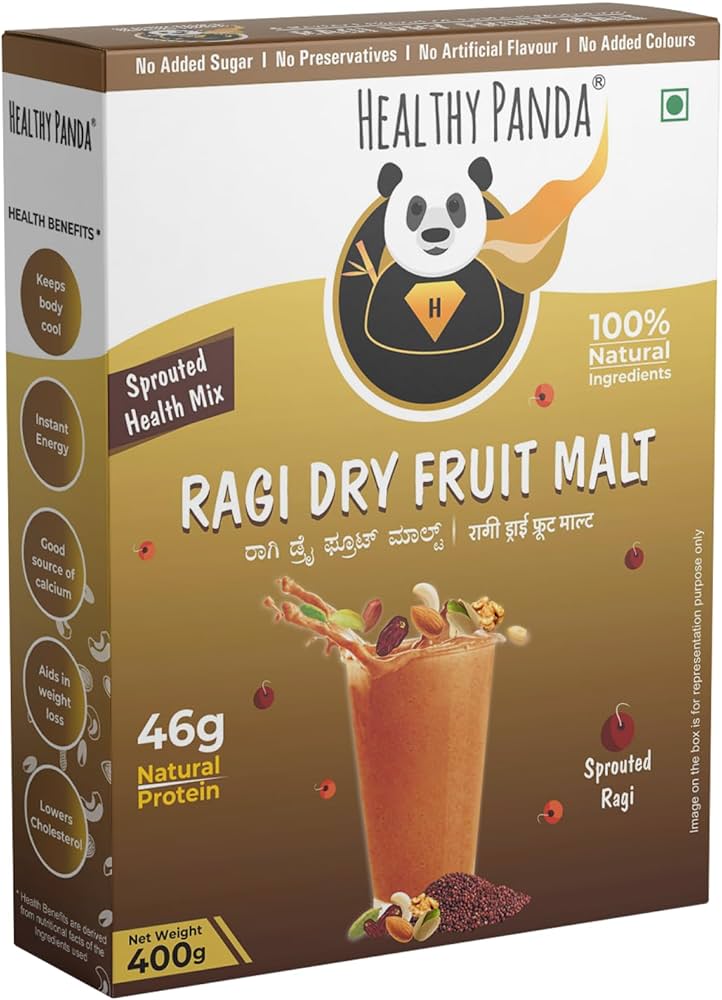 No Added Sugar I No Preservatives I No Artificial Flavour I No Added Colours
HEALTHY PANDA®
HEALTHY PANDA®
HEALTH BENEFITS*
Keeps
body
cool
Instant
Energy
Good
source of
calcium
Aids in
weight
loss
Lowers
Cholesterol
* Health Benefits are derived
from nutritional facts of the
Ingredients used
H
100%
Natural
Ingredients
Sprouted
Health Mix
RAGI DRY FRUIT MALT
ರಾಗಿ ಡ್ರೈ ಫ್ರೂಟ್ ಮಾಲ್ಟ್ | रागी ड्राई फ्रूट माल्ट
46g
Natural
Protein
Sprouted
Ragi
Image on the box is for representation purpose only
Net Weight
400g